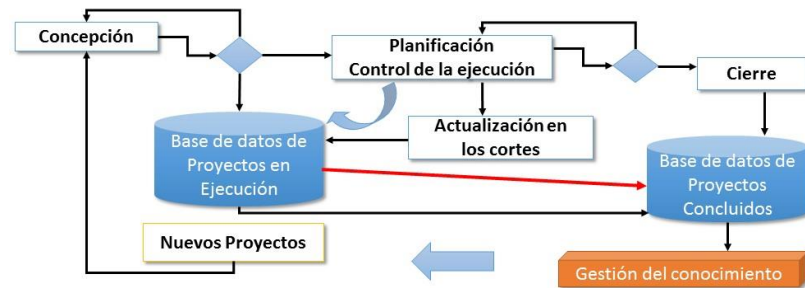 Concepción
Planificación
Control de la ejecución
Cierre
Actualización en
los cortes
Base de datos de
Proyectos en
Ejecución
Base de datos de
Proyectos
Concluidos
Nuevos Proyectos
Gestión del conocimiento